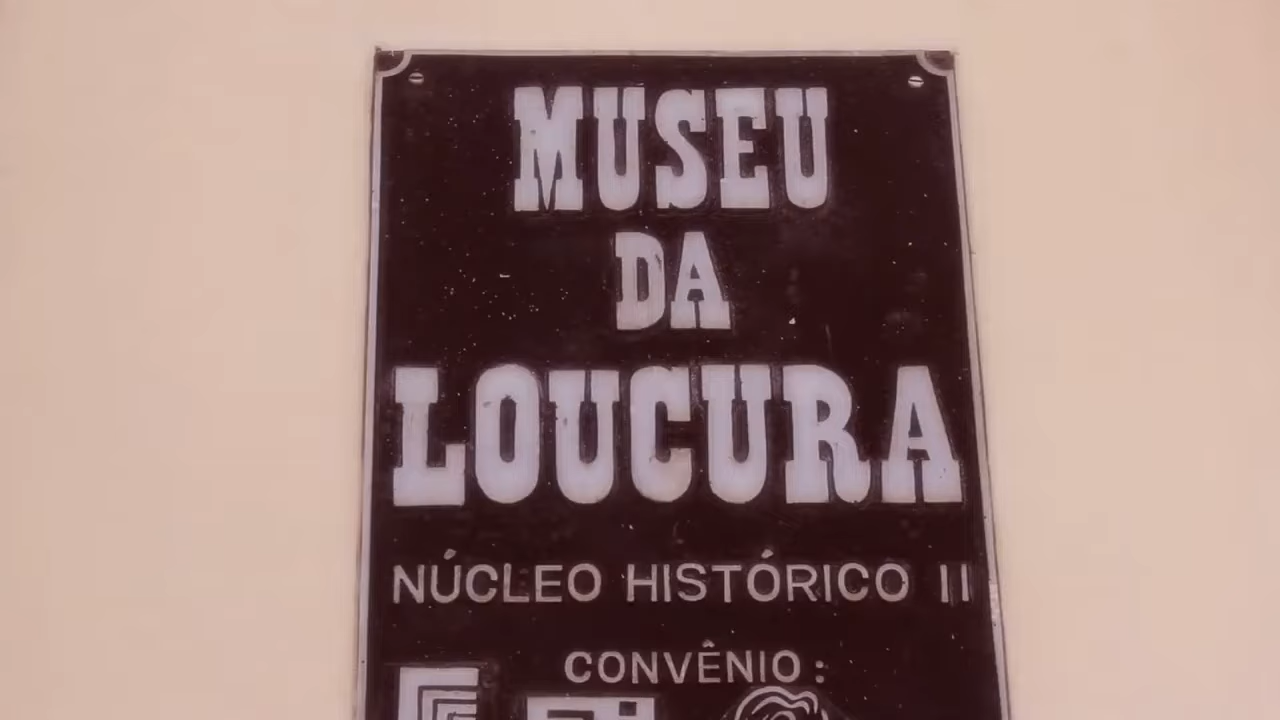 MUSEU
DA
LOUCURA
NÚCLEO HISTÓRICO II
CONVÊNIO: